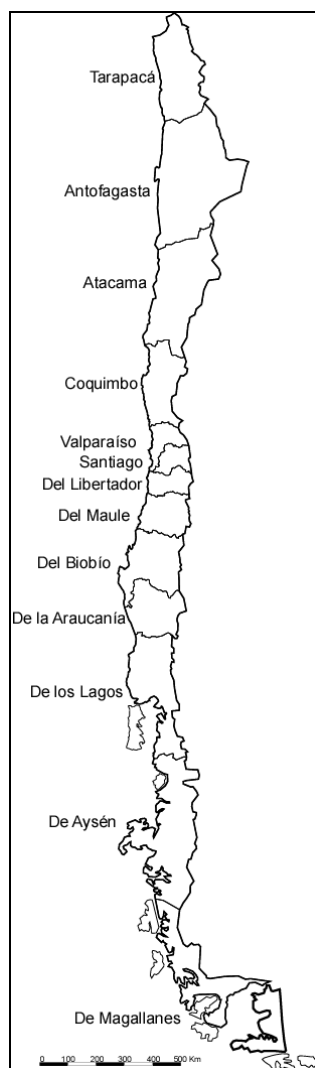 Tarapacá
Antofagasta
Atacama
Coquimbo
Valparaíso
Santiago
Del Libertador
Del Maule
Del Biobío
De la Araucanía
De los Lagos
De Aysén
De Magallanes
0 100 200 300 400 500 Km